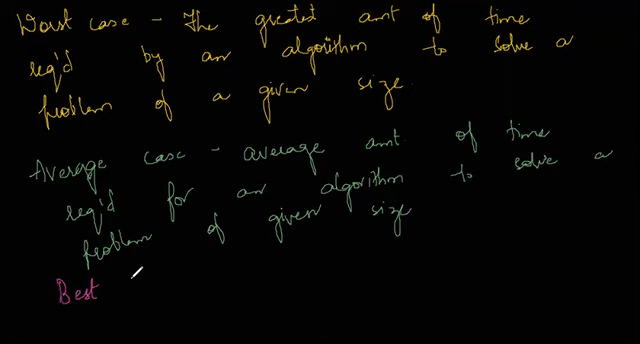 Worst case - The greatest amt of time
req'd by an algorithm to solve a
problem of a given size.
Average case - average amt of time
req'd for an algorithm to solve a
problem of given size
Best